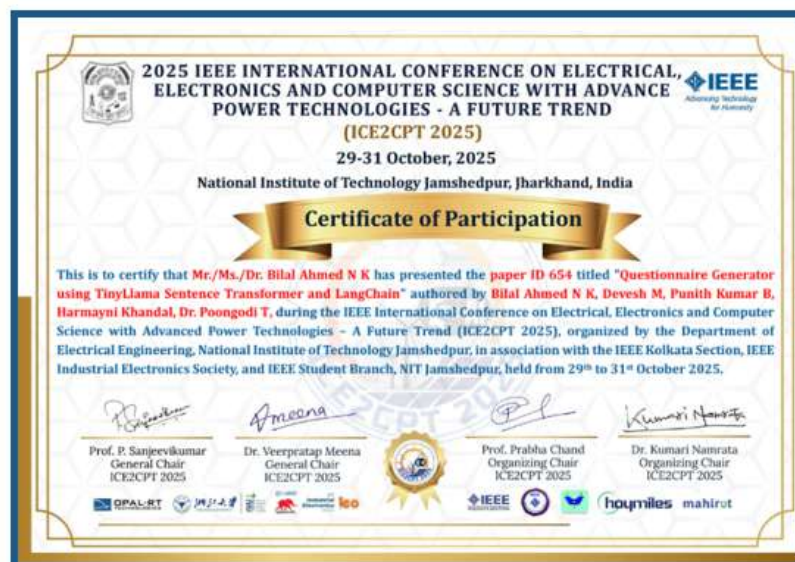 2025 IEEE INTERNATIONAL CONFERENCE ON ELECTRICAL,
ELECTRONICS AND COMPUTER SCIENCE WITH ADVANCE
POWER TECHNOLOGIES - A FUTURE TREND
(ICE2CPT 2025)
IEEE
Advancing Technology
for Humanity
29-31 October, 2025
National Institute of Technology Jamshedpur, Jharkhand, India
Certificate of Participation
This is to certify that Mr./Ms./Dr. Bilal Ahmed N K has presented the paper ID 654 titled "Questionnaire Generator
using TinyLlama Sentence Transformer and LangChain" authored by Bilal Ahmed N K, Devesh M, Punith Kumar B,
Harmayni Khandal, Dr. Poongodi T, during the IEEE International Conference on Electrical, Electronics and Computer
Science with Advanced Power Technologies – A Future Trend (ICE2CPT 2025), organized by the Department of
Electrical Engineering, National Institute of Technology Jamshedpur, in association with the IEEE Kolkata Section, IEEE
Industrial Electronics Society, and IEEE Student Branch, NIT Jamshedpur, held from 29th to 31st October 2025.
Ameena
Kumari Namrata
Prof. P. Sanjeevikumar
General Chair
ICE2CPT 2025
Dr. Veerpratap Meena
General Chair
ICE2CPT 2025
Prof. Prabha Chand
Organizing Chair
ICE2CPT 2025
Dr. Kumari Namrata
Organizing Chair
ICE2CPT 2025
OPAL-RT
TECHNOLOGIES
IEEE
hoymiles
mahirut